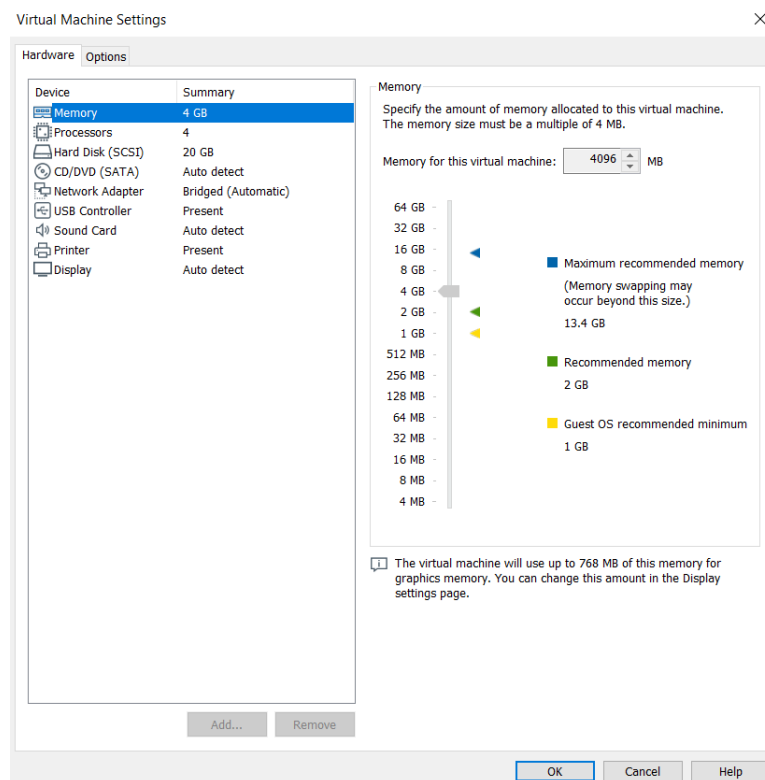 Virtual Machine Settings
Hardware Options
Device Summary
Memory 4 GB
Processors 4
Hard Disk (SCSI) 20 GB
CD/DVD (SATA) Auto detect
Network Adapter Bridged (Automatic)
USB Controller Present
Sound Card Auto detect
Printer Present
Display Auto detect
Add... Remove
Memory
Specify the amount of memory allocated to this virtual machine.
The memory size must be a multiple of 4 MB.
Memory for this virtual machine: 4096 MB
64 GB
32 GB
16 GB
8 GB
4 GB
2 GB
1 GB
512 MB
256 MB
128 MB
64 MB
32 MB
16 MB
8 MB
4 MB
Maximum recommended memory
(Memory swapping may
occur beyond this size.)
13.4 GB
Recommended memory
2 GB
Guest OS recommended minimum
1 GB
The virtual machine will use up to 768 MB of this memory for
graphics memory. You can change this amount in the Display
settings page.
OK Cancel Help